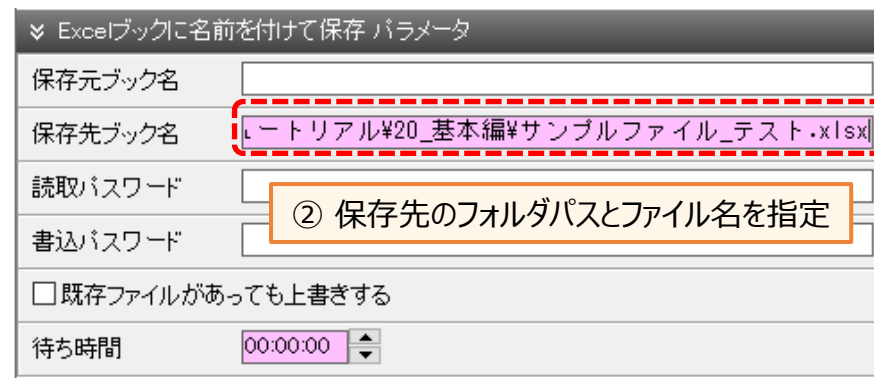 Excelブックに名前を付けて保存 パラメータ
保存元ブック名
保存先ブック名 ートリアル¥20_基本編¥サンプルファイル_テスト.xlsx
読取パスワード
② 保存先のフォルダパスとファイル名を指定
書込パスワード
既存ファイルがあっても上書きする
待ち時間 00:00:00